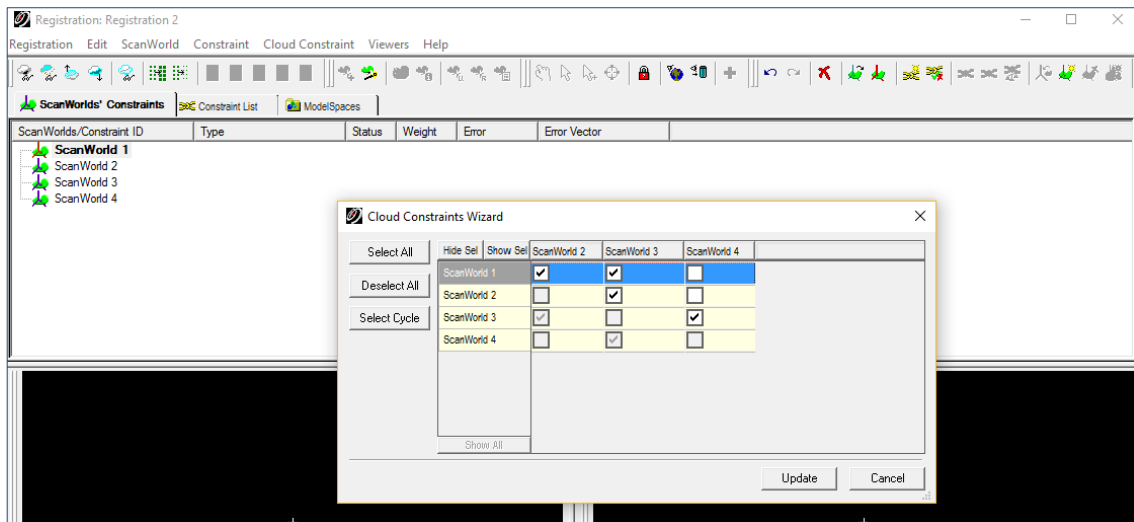 Registration: Registration 2
Registration Edit ScanWorld Constraint Cloud Constraint Viewers Help
ScanWorlds' Constraints Constraint List ModelSpaces
ScanWorlds/Constraint ID Type Status Weight Error Error Vector
ScanWorld 1
ScanWorld 2
ScanWorld 3
ScanWorld 4
Cloud Constraints Wizard
Select All Hide Sel Show Sel ScanWorld 2 ScanWorld 3 ScanWorld 4
ScanWorld 1
Deselect All ScanWorld 2
Select Cycle ScanWorld 3
ScanWorld 4
Show All
Update Cancel